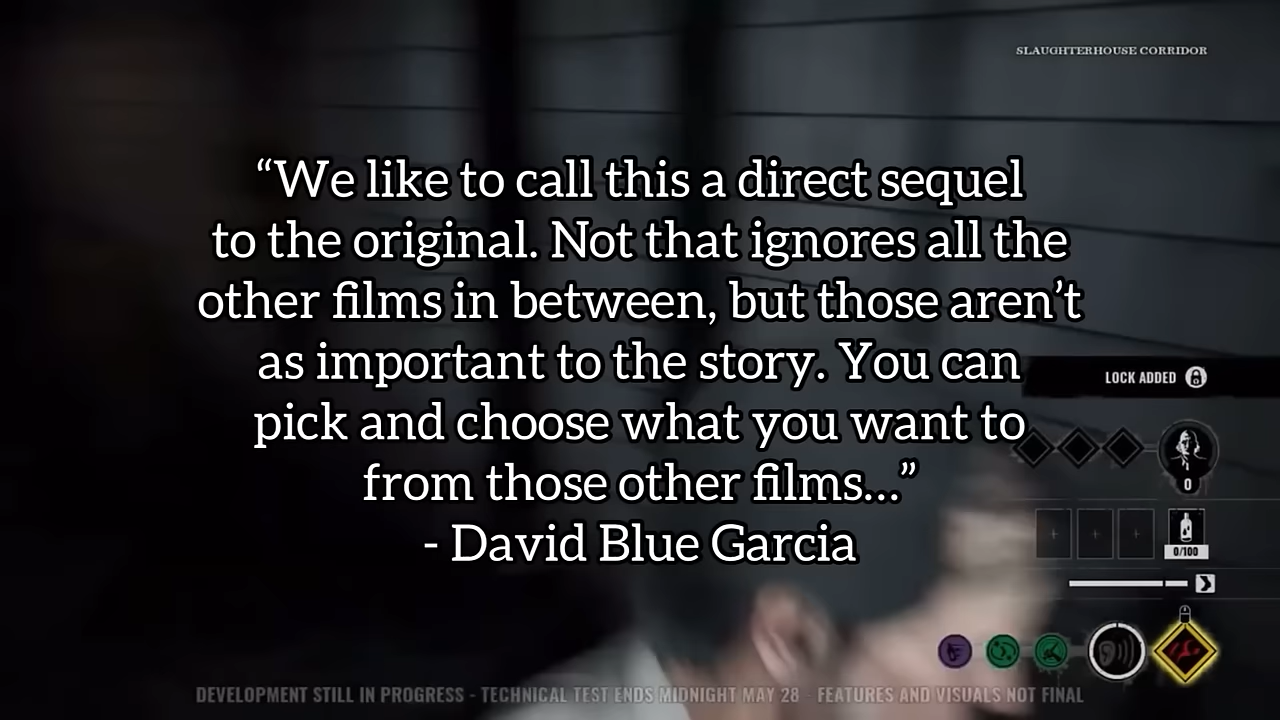 SLAUGHTERHOUSE CORRIDOR
“We like to call this a direct sequel
to the original. Not that ignores all the
other films in between, but those aren’t
as important to the story. You can
pick and choose what you want to
from those other films...”
- David Blue Garcia
LOCK ADDED
0
0/100
DEVELOPMENT STILL IN PROGRESS - TECHNICAL TEST ENDS MIDNIGHT MAY 28 - FEATURES AND VISUALS NOT FINAL